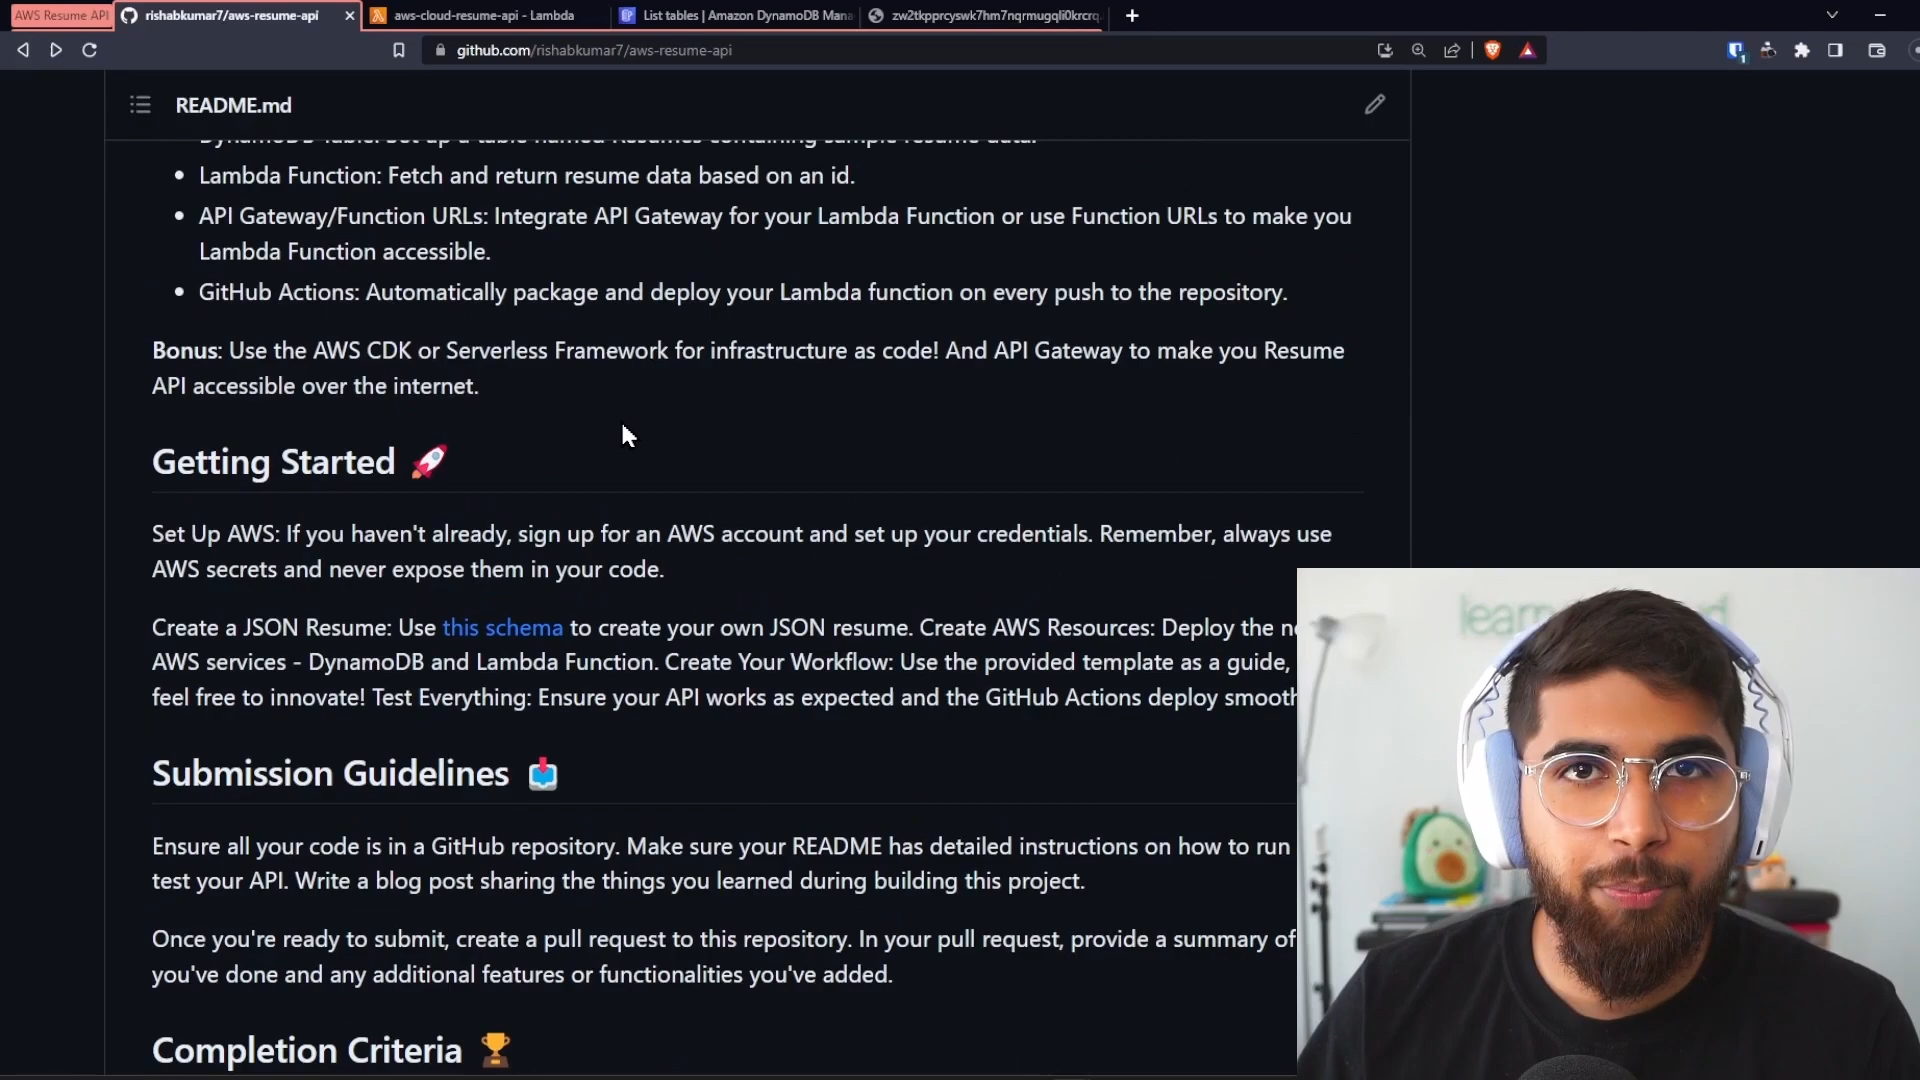 AWS Resume API
rishabkumar7/aws-resume-api
aws-cloud-resume-api - Lambda
List tables | Amazon DynamoDB Mana
github.com/rishabkumar7/aws-resume-api
1
README.md
DynamoDB Table: Set up a table named Resumes containing sample resume data.
• Lambda Function: Fetch and return resume data based on an id.
• API Gateway/Function URLs: Integrate API Gateway for your Lambda Function or use Function URLs to make you
Lambda Function accessible.
• GitHub Actions: Automatically package and deploy your Lambda function on every push to the repository.
Bonus: Use the AWS CDK or Serverless Framework for infrastructure as code! And API Gateway to make you Resume
API accessible over the internet.
Getting Started 🚀
Set Up AWS: If you haven't already, sign up for an AWS account and set up your credentials. Remember, always use
AWS secrets and never expose them in your code.
Create a JSON Resume: Use this schema to create your own JSON resume. Create AWS Resources: Deploy the
AWS services - DynamoDB and Lambda Function. Create Your Workflow: Use the provided template as a guide,
feel free to innovate! Test Everything: Ensure your API works as expected and the GitHub Actions deploy smooth
Submission Guidelines 📥
Ensure all your code is in a GitHub repository. Make sure your README has detailed instructions on how to run
test your API. Write a blog post sharing the things you learned during building this project.
Once you're ready to submit, create a pull request to this repository. In your pull request, provide a summary of
you've done and any additional features or functionalities you've added.
Completion Criteria 🏆